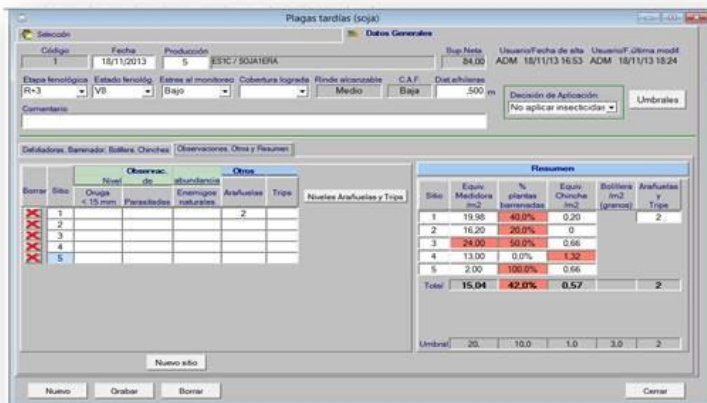 Plagas tardías (soja)
Selección Datos Generales
Código Fecha Producción Sup.Neta Usuario/Fecha de alta Usuario/F.última modif.
1 18/11/2013 5 ES1C / SOJA1ERA 84,00 ADM 18/11/13 16:53 ADM 18/11/13 18:24
Etapa fenológica Estado fenológ. Estres al monitoreo Cobertura lograda Rinde alcanzable C.A.F. Dist.e/hileras
R+3 V8 Bajo Medio Baja ,500 m
Decisión de Aplicación:
No aplicar insecticidas
Umbrales
Comentario
Defoliadoras, Barrenador, Bolillera, Chinches Observaciones, Otros y Resumen
Observac. Otros
Nivel de abundancia
Borrar Sitio Oruga < 15 mm Parasitadas Enemigos naturales Arañuelas Trips
1 2
2
3
4
5
Niveles Arañuelas y Trips
Nuevo sitio
Resumen
Sitio Equiv. Medidora /m2 % plantas barrenadas Equiv. Chinche /m2 Bolillera /m2 (granos) Arañuelas y Trips
1 19,98 40,0% 0,20 2
2 16,20 20,0% 0
3 24,00 50,0% 0,66
4 13,00 0,0% 1,32
5 2,00 100,0% 0,66
Total 15,04 42,0% 0,57 2
Umbral 20, 10,0 1,0 3,0 2
Nuevo Grabar Borrar Cerrar